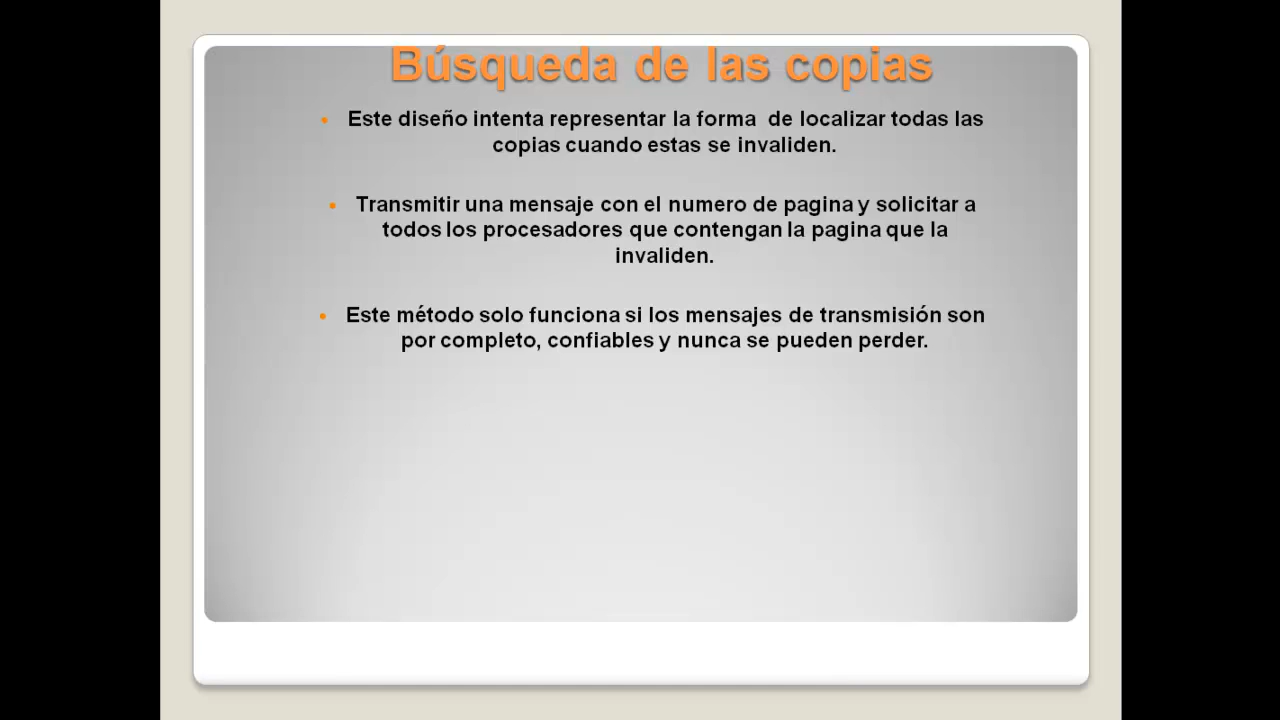 Búsqueda de las copias
• Este diseño intenta representar la forma de localizar todas las
copias cuando estas se invaliden.
• Transmitir una mensaje con el numero de pagina y solicitar a
todos los procesadores que contengan la pagina que la
invaliden.
• Este método solo funciona si los mensajes de transmisión son
por completo, confiables y nunca se pueden perder.